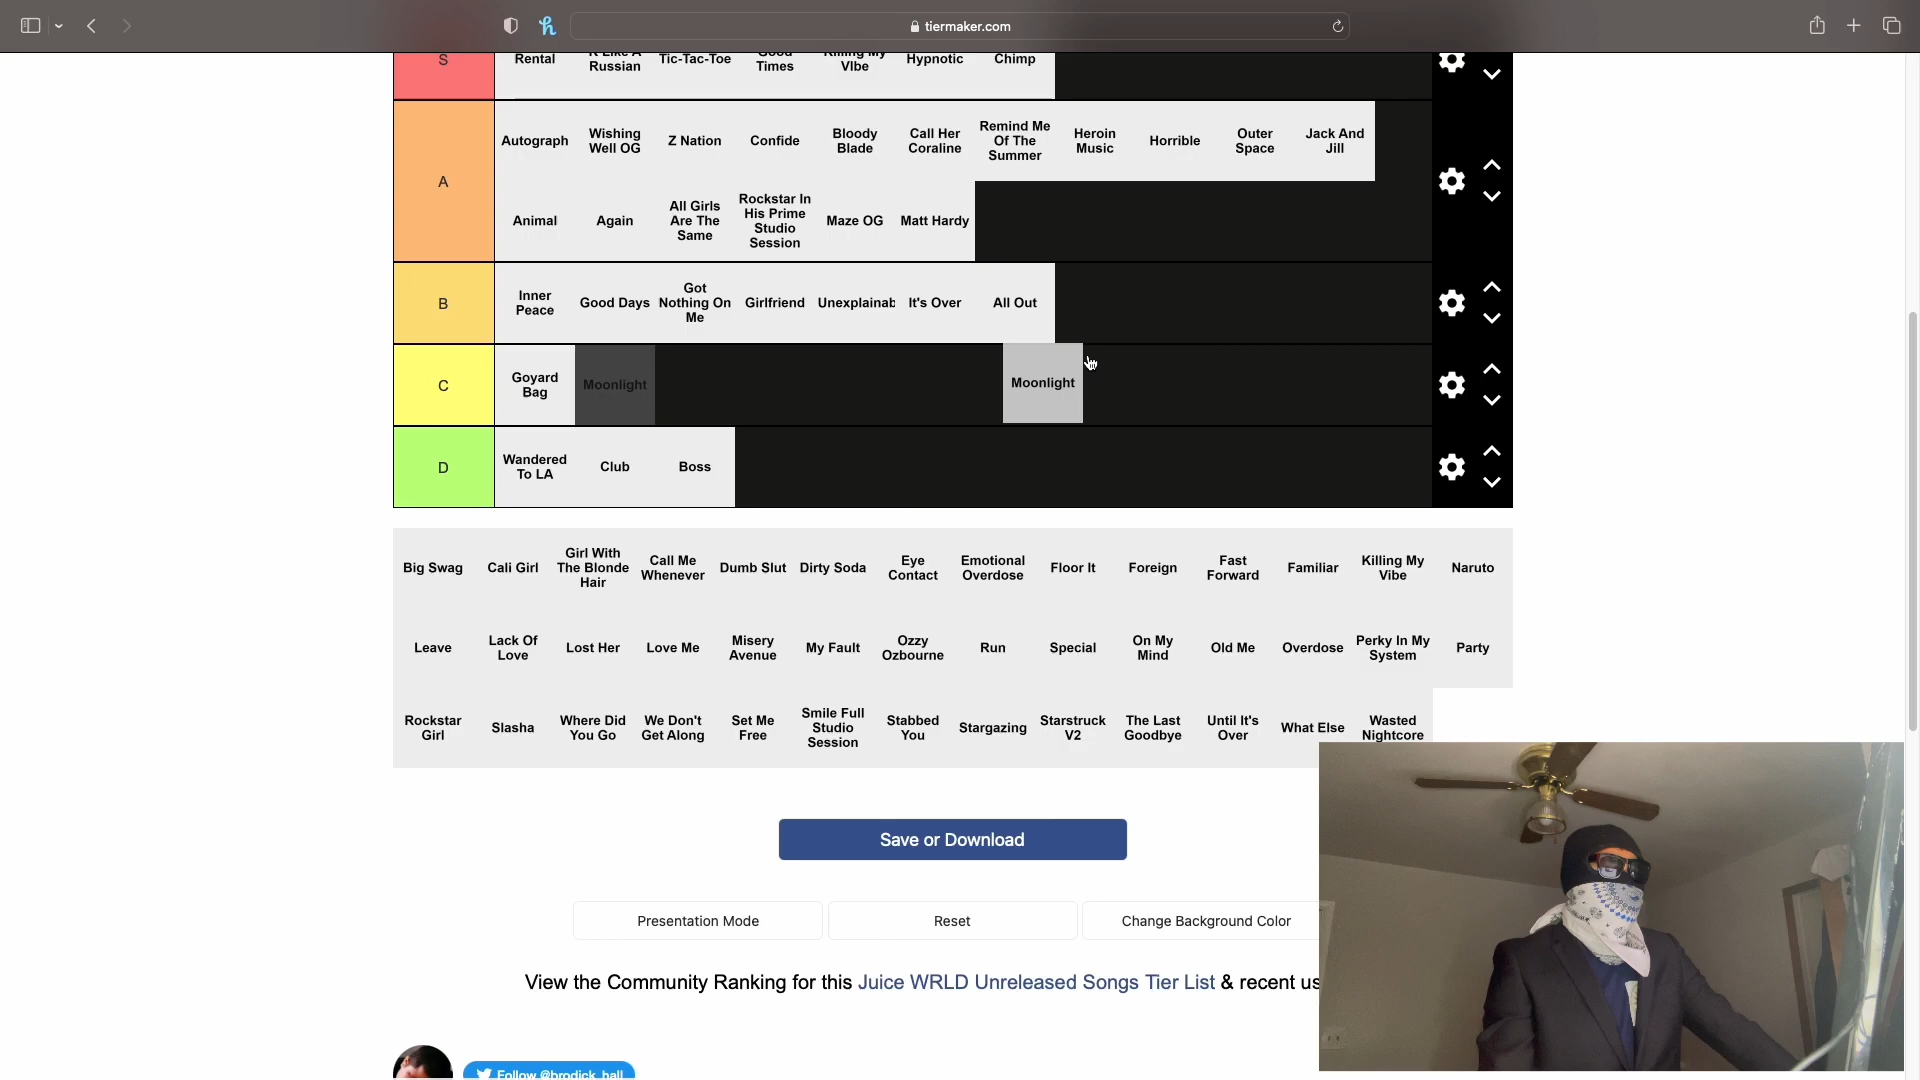 tiermaker.com
S
Rental
R Like A
Russian
Tic-Tac-Toe
Good
Times
Killing My
VIbe
Hypnotic
Chimp
A
Autograph
Wishing
Well OG
Z Nation
Confide
Bloody
Blade
Call Her
Coraline
Remind Me
Of The
Summer
Heroin
Music
Horrible
Outer
Space
Jack And
Jill
Animal
Again
All Girls
Are The
Same
Rockstar In
His Prime
Studio
Session
Maze OG
Matt Hardy
B
Inner
Peace
Good Days
Got
Nothing On
Me
Girlfriend
Unexplainab
It's Over
All Out
C
Goyard
Bag
Moonlight
Moonlight
D
Wandered
To LA
Club
Boss
Big Swag
Cali Girl
Girl With
The Blonde
Hair
Call Me
Whenever
Dumb Slut
Dirty Soda
Eye
Contact
Emotional
Overdose
Floor It
Foreign
Fast
Forward
Familiar
Killing My
Vibe
Naruto
Leave
Lack Of
Love
Lost Her
Love Me
Misery
Avenue
My Fault
Ozzy
Ozbourne
Run
Special
On My
Mind
Old Me
Overdose
Perky In My
System
Party
Rockstar
Girl
Slasha
Where Did
You Go
We Don't
Get Along
Set Me
Free
Smile Full
Studio
Session
Stabbed
You
Stargazing
Starstruck
V2
The Last
Goodbye
Until It's
Over
What Else
Wasted
Nightcore
Save or Download
Presentation Mode
Reset
Change Background Color
View the Community Ranking for this Juice WRLD Unreleased Songs Tier List & recent us
Follow @brodick_hall